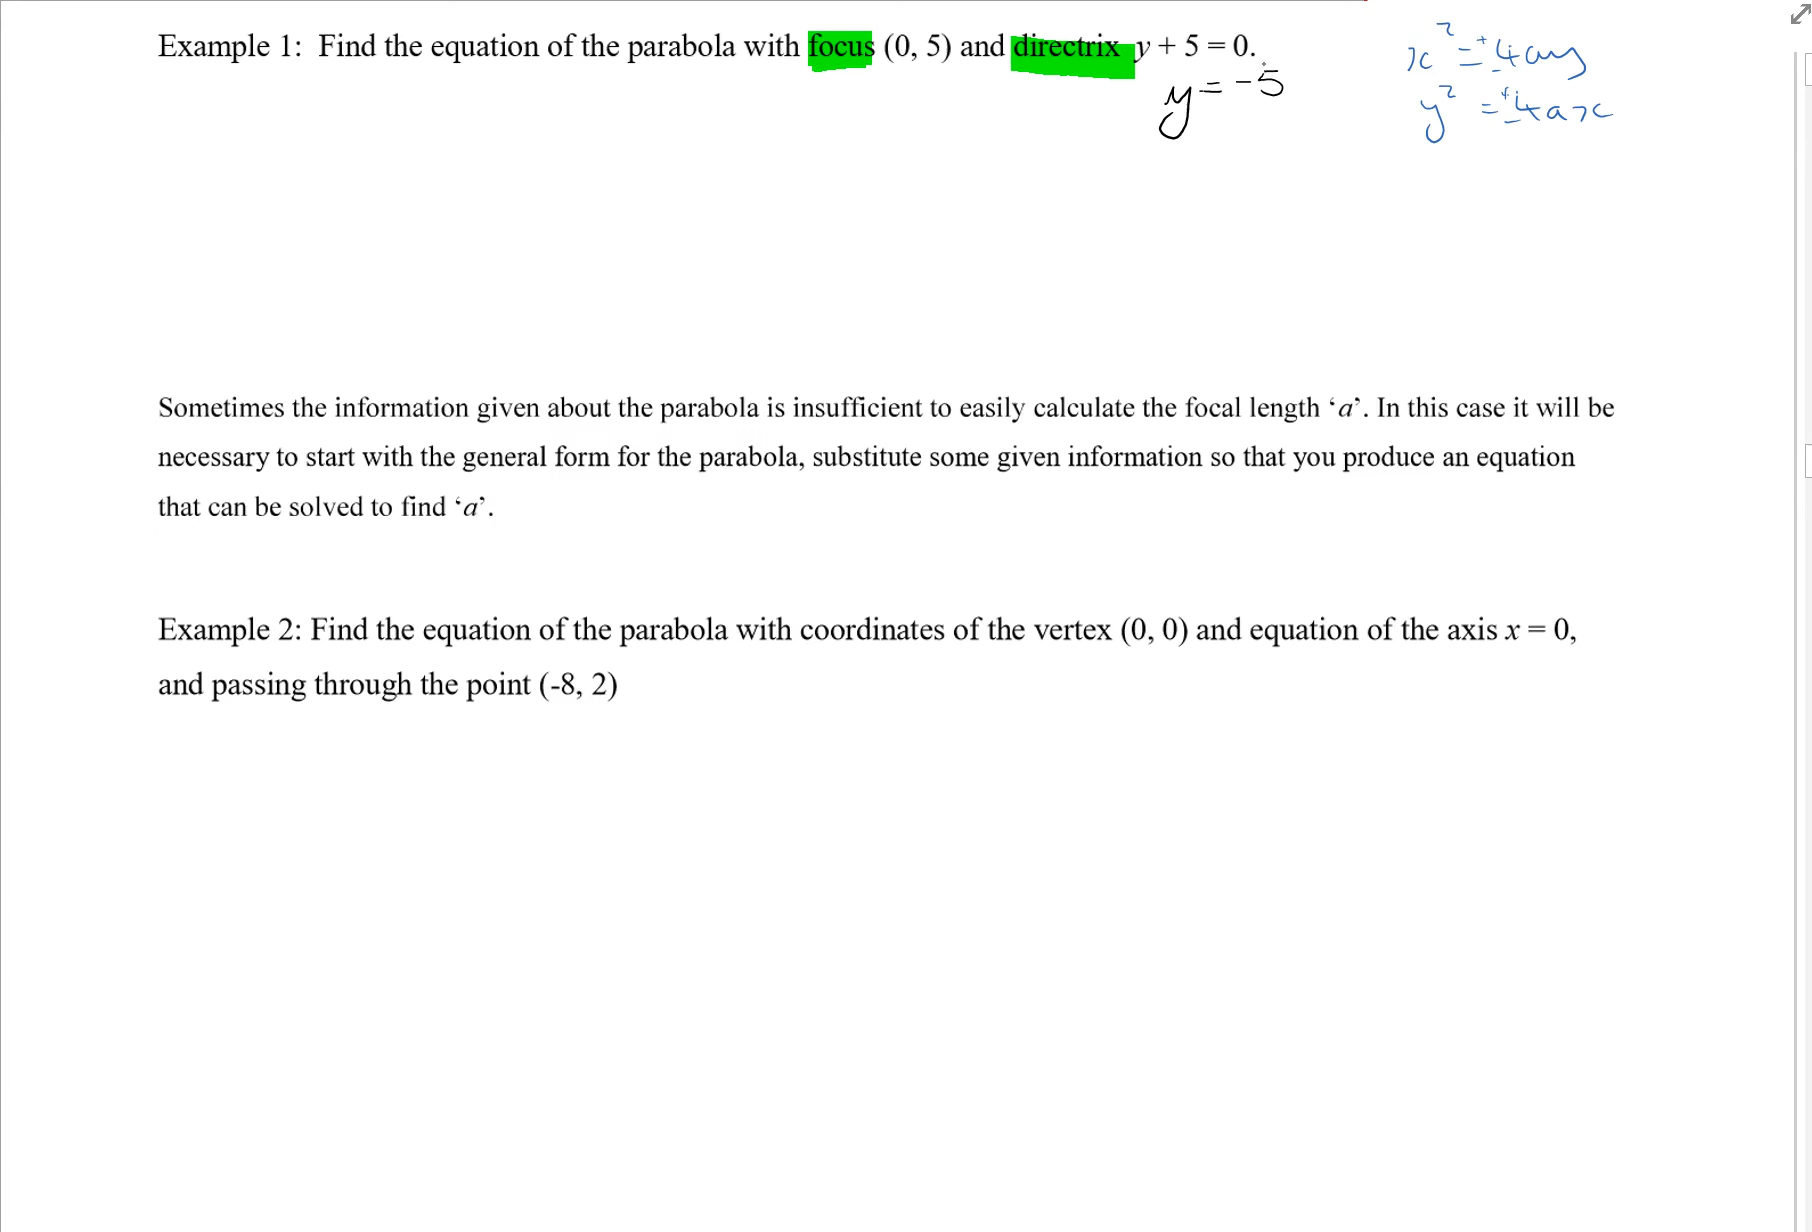 Example 1:  Find the equation of the parabola with focus (0, 5) and directrix y + 5 = 0.
y = -5
x² = ±4ay
y² = ±4ax
Sometimes the information given about the parabola is insufficient to easily calculate the focal length ‘a’. In this case it will be
necessary to start with the general form for the parabola, substitute some given information so that you produce an equation
that can be solved to find ‘a’.
Example 2: Find the equation of the parabola with coordinates of the vertex (0, 0) and equation of the axis x = 0,
and passing through the point (-8, 2)